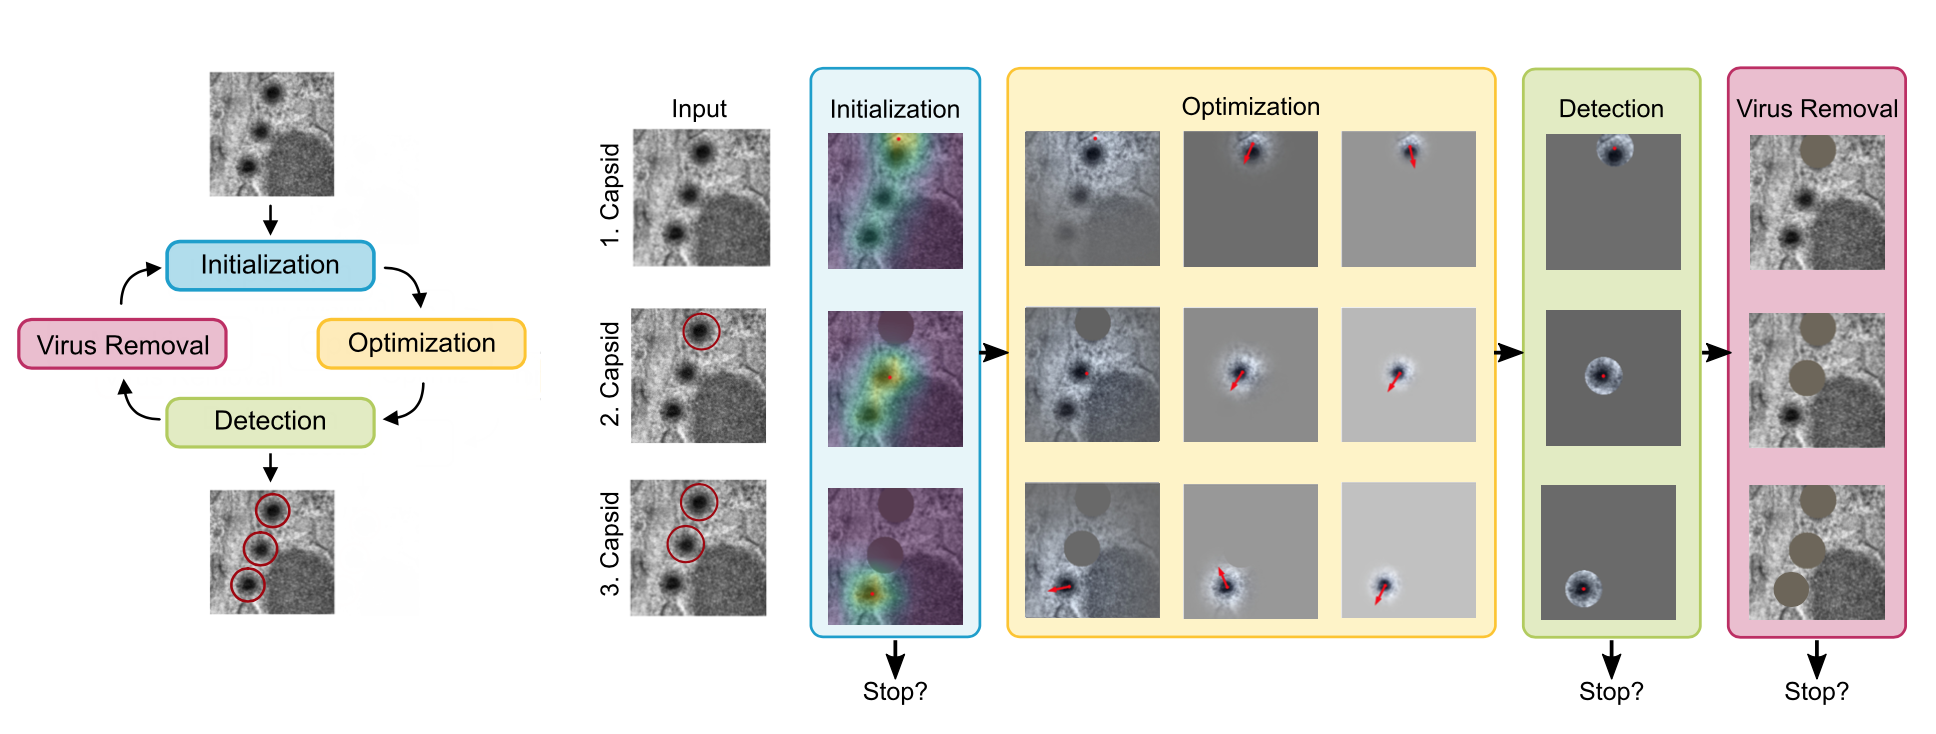 Initialization
Virus Removal
Optimization
Detection
Input
Initialization
Optimization
Detection
Virus Removal
1. Capsid
2. Capsid
3. Capsid
Stop?
Stop?
Stop?